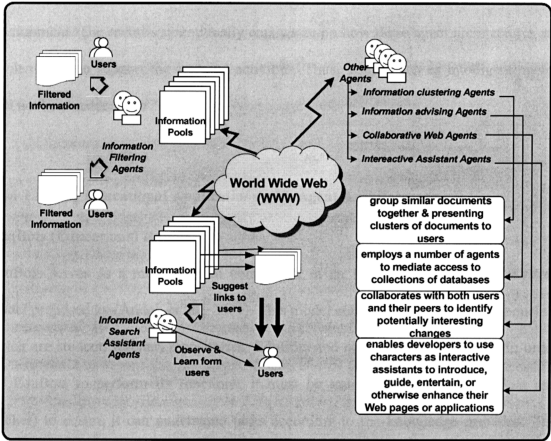 Users
Filtered
Information
Information
Pools
Information
Filtering
Agents
Filtered
Information
Users
Other
Agents
Information clustering Agents
Information advising Agents
Collaborative Web Agents
Intereactive Assistant Agents
World Wide Web
(WWW)
Information
Pools
Suggest
links to
users
Information
Search
Assistant
Agents
Observe &
Learn form
users
Users
group similar documents
together & presenting
clusters of documents to
users
employs a number of agents
to mediate access to
collections of databases
collaborates with both users
and their peers to identify
potentially interesting
changes
enables developers to use
characters as interactive
assistants to introduce,
guide, entertain, or
otherwise enhance their
Web pages or applications